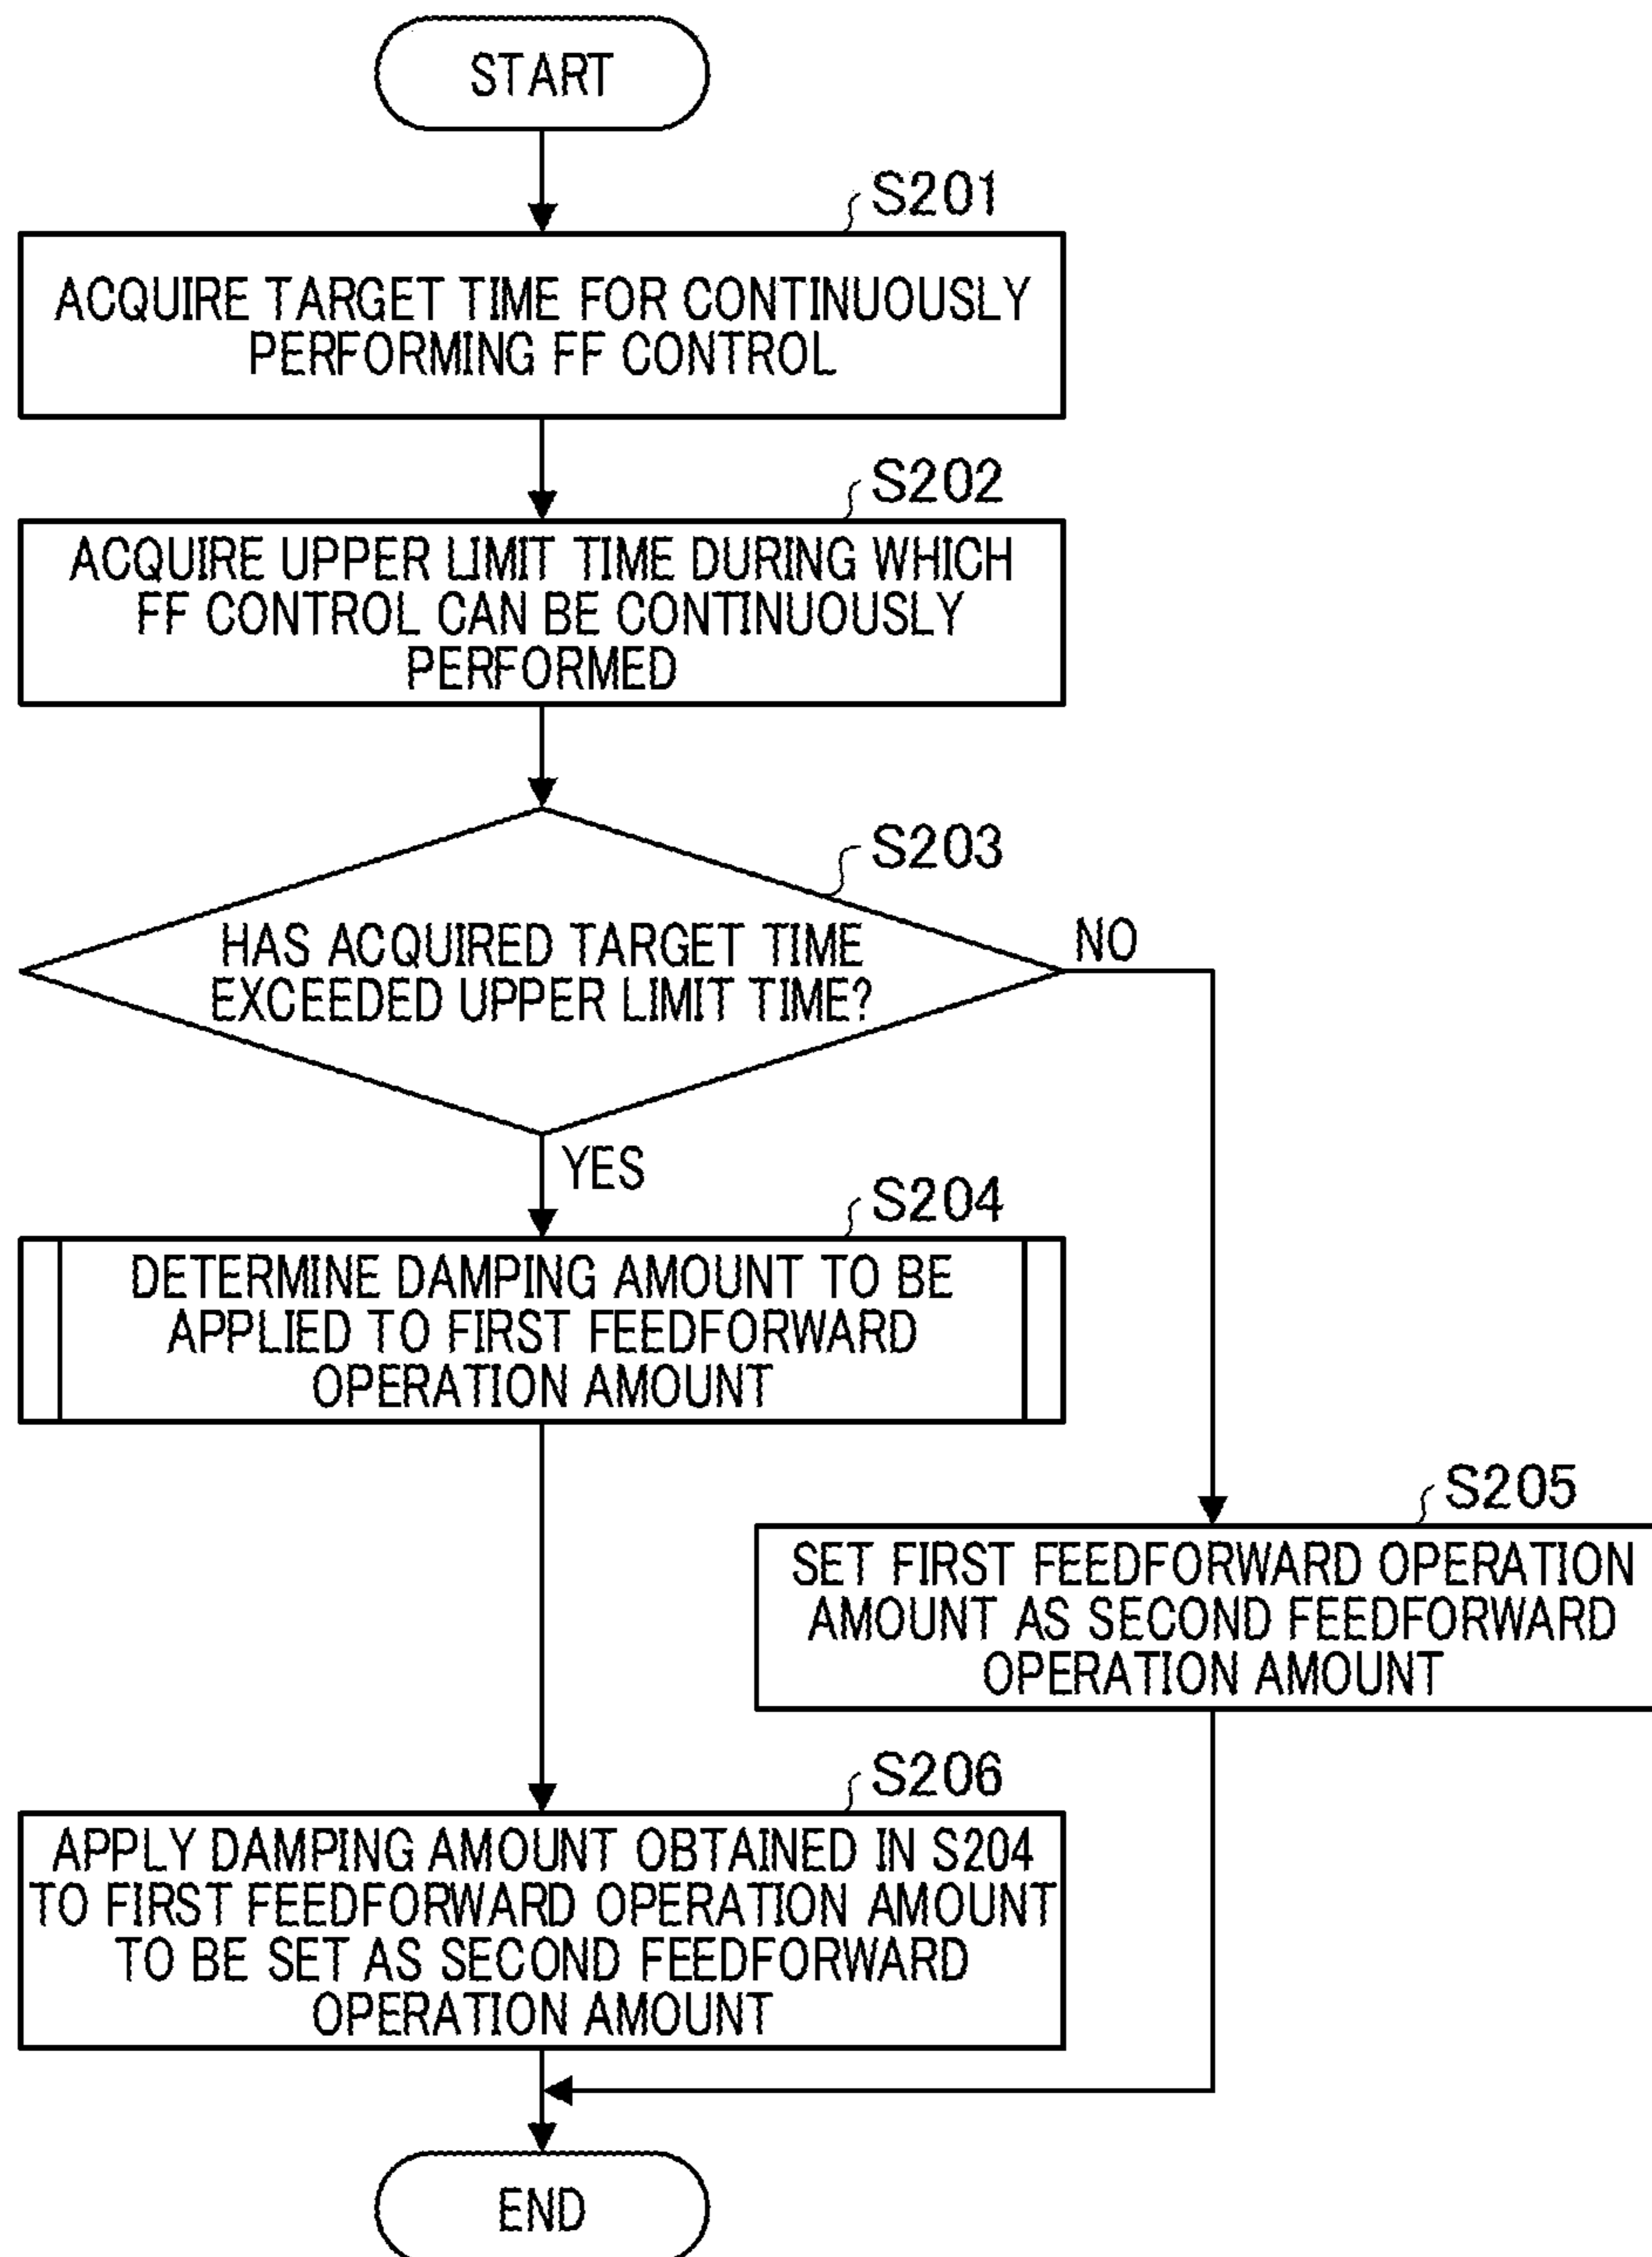 START
S201
ACQUIRE TARGET TIME FOR CONTINUOUSLY
PERFORMING FF CONTROL
S202
ACQUIRE UPPER LIMIT TIME DURING WHICH
FF CONTROL CAN BE CONTINUOUSLY
PERFORMED
S203
HAS ACQUIRED TARGET TIME
EXCEEDED UPPER LIMIT TIME?
NO
YES
S204
DETERMINE DAMPING AMOUNT TO BE
APPLIED TO FIRST FEEDFORWARD
OPERATION AMOUNT
S205
SET FIRST FEEDFORWARD OPERATION
AMOUNT AS SECOND FEEDFORWARD
OPERATION AMOUNT
S206
APPLY DAMPING AMOUNT OBTAINED IN S204
TO FIRST FEEDFORWARD OPERATION AMOUNT
TO BE SET AS SECOND FEEDFORWARD
OPERATION AMOUNT
END